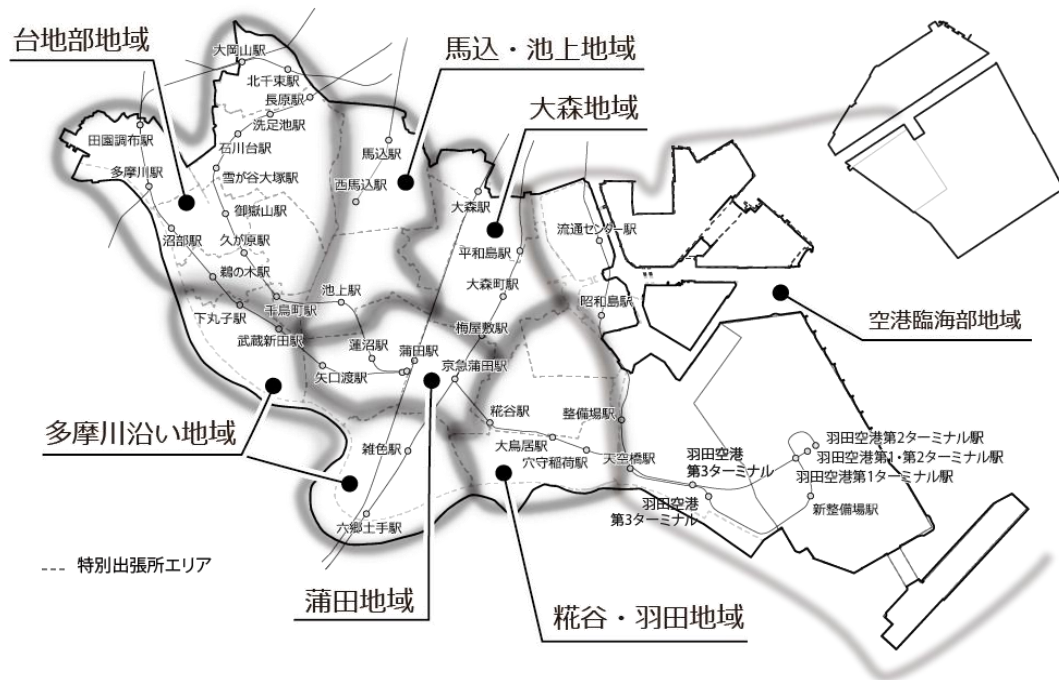 台地部地域
馬込・池上地域
大森地域
大岡山駅
北千束駅
長原駅
洗足池駅
石川台駅
田園調布駅
多摩川駅
雪が谷大塚駅
御嶽山駅
久が原駅
沼部駅
鵜の木駅
千鳥町駅
下丸子駅
武蔵新田駅
馬込駅
西馬込駅
池上駅
蓮沼駅
蒲田駅
矢口渡駅
大森駅
平和島駅
大森町駅
梅屋敷駅
京急蒲田駅
流通センター駅
昭和島駅
空港臨海部地域
糀谷駅
大鳥居駅
穴守稲荷駅
整備場駅
天空橋駅
羽田空港
第3ターミナル
羽田空港
第3ターミナル
羽田空港第2ターミナル駅
羽田空港第1・第2ターミナル駅
羽田空港第1ターミナル駅
新整備場駅
多摩川沿い地域
雑色駅
六郷土手駅
特別出張所エリア
蒲田地域
糀谷・羽田地域